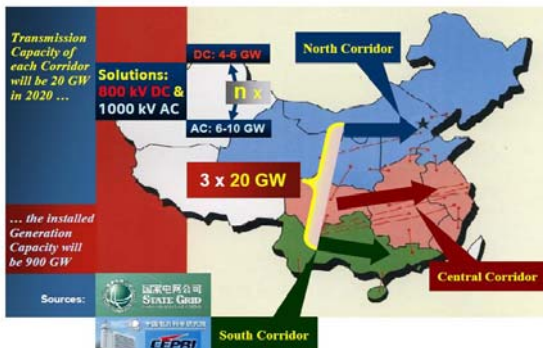 Transmission
Capacity of
each Corridor
will be 20 GW
in 2020 …
Solutions:
800 kV DC &
1000 kV AC
DC: 4-6 GW
n x
AC: 6-10 GW
North Corridor
3 x 20 GW
… the installed
Generation
Capacity will
be 900 GW
Central Corridor
Sources:
国家电网公司
STATE GRID
CEPRI
South Corridor